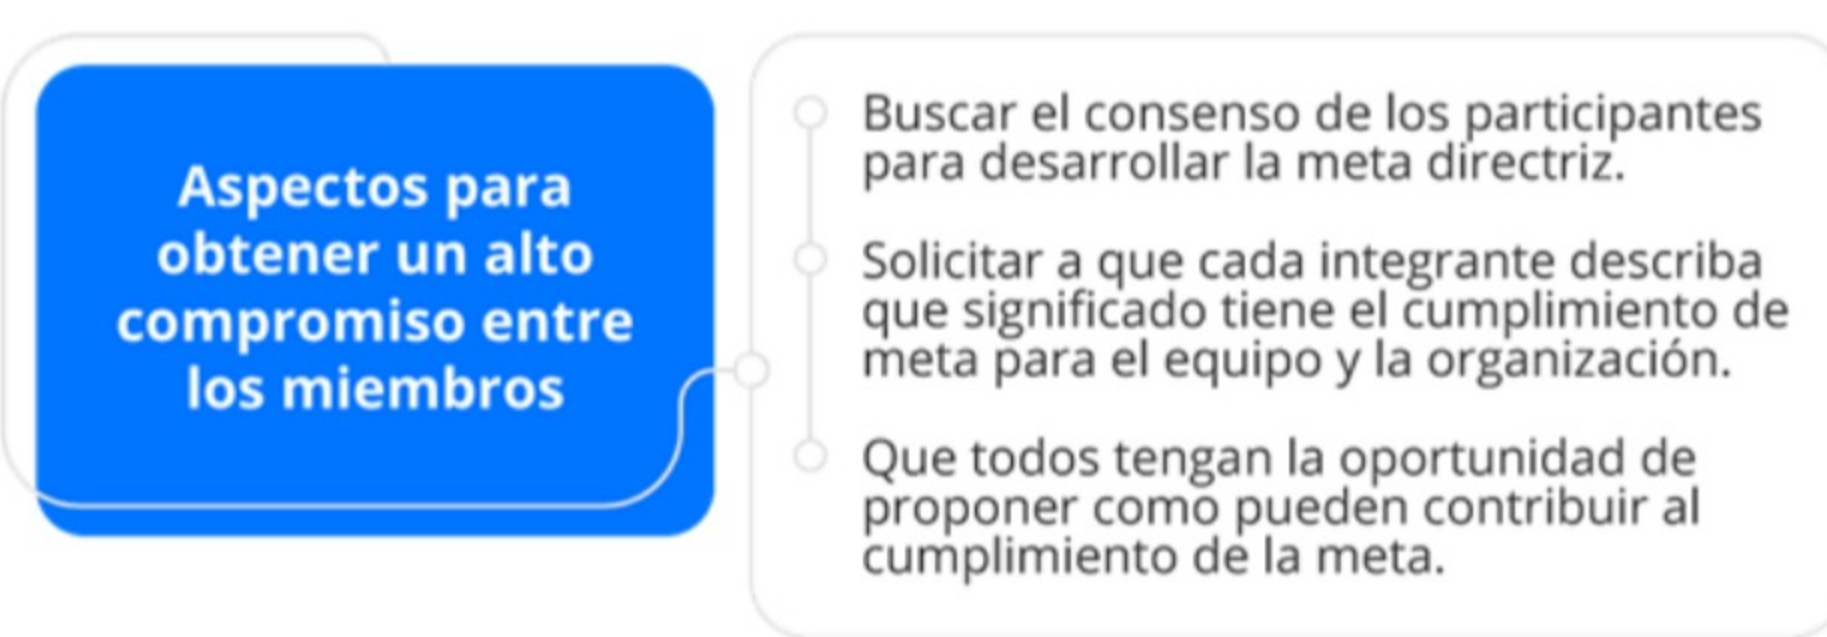 Aspectos para
obtener un alto
compromiso entre
los miembros
Buscar el consenso de los participantes
para desarrollar la meta directriz.
Solicitar a que cada integrante describa
que significado tiene el cumplimiento de
meta para el equipo y la organización.
Que todos tengan la oportunidad de
proponer como pueden contribuir al
cumplimiento de la meta.